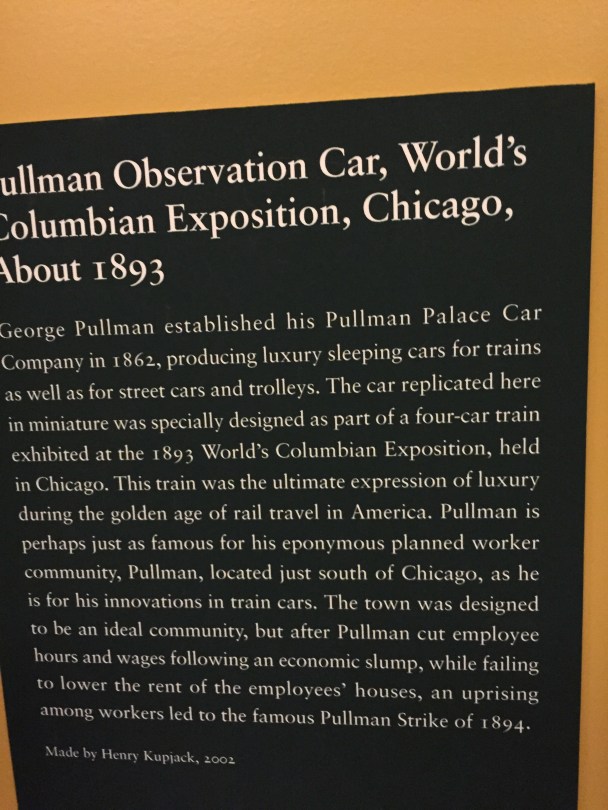 ullman Observation Car, World's
Columbian Exposition, Chicago,
About 1893
George Pullman established his Pullman Palace Car
Company in 1862, producing luxury sleeping cars for trains
as well as for street cars and trolleys. The car replicated here
in miniature was specially designed as part of a four-car train
exhibited at the 1893 World's Columbian Exposition, held
in Chicago. This train was the ultimate expression of luxury
during the golden age of rail travel in America. Pullman is
perhaps just as famous for his eponymous planned worker
community, Pullman, located just south of Chicago, as he
is for his innovations in train cars. The town was designed
to be an ideal community, but after Pullman cut employee
hours and wages following an economic slump, while failing
to lower the rent of the employees' houses, an uprising
among workers led to the famous Pullman Strike of 1894.
Made by Henry Kupjack, 2002